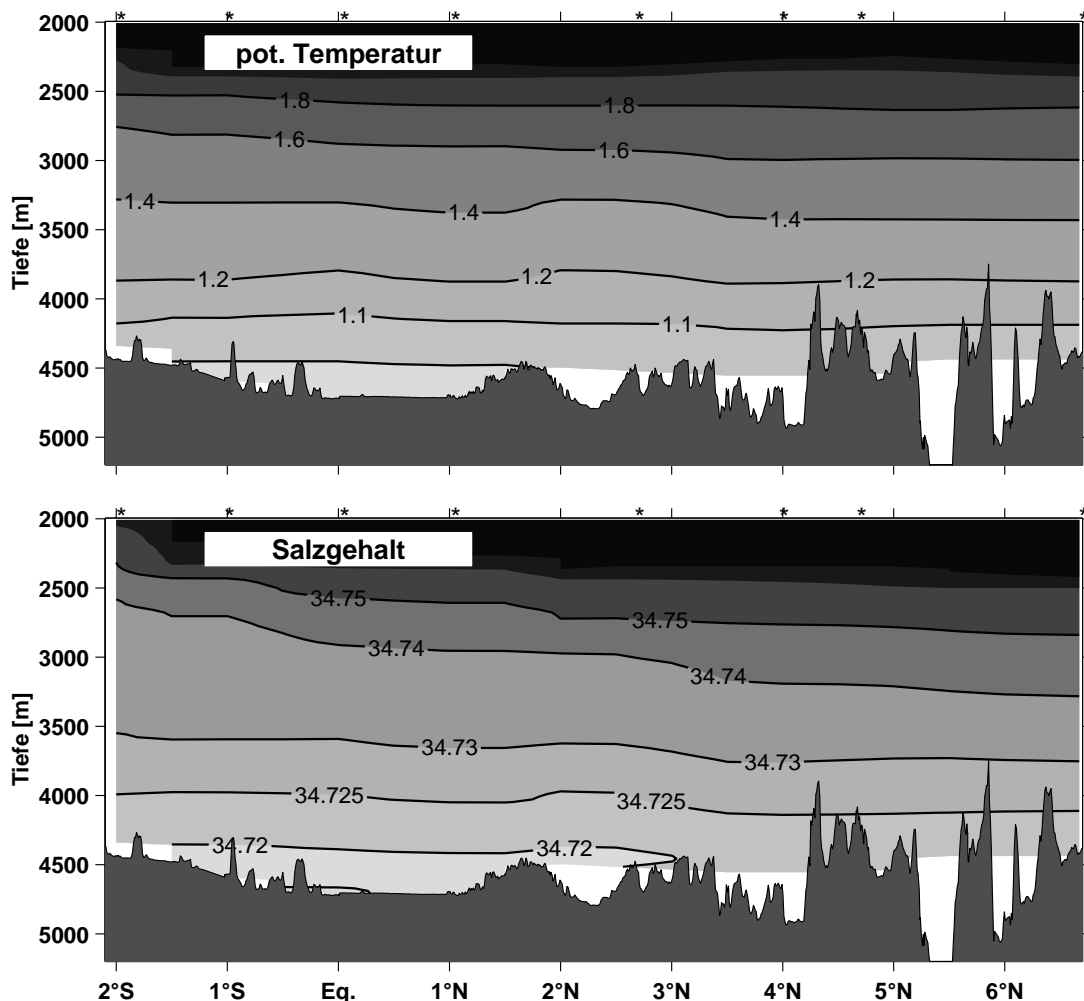 * * * * * * * *
2000
pot. Temperatur
2500
1.8 1.8
1.6 1.6
3000
1.4 1.4 1.4
3500
1.2 1.2 1.2
4000
1.1 1.1
4500
5000
Tiefe [m]
* * * * * * * *
2000
Salzgehalt
2500
34.75 34.75
34.74 34.74
3000
3500
34.73 34.73
34.725 34.725
4000
34.72 34.72
4500
5000
Tiefe [m]
2°S 1°S Eq. 1°N 2°N 3°N 4°N 5°N 6°N